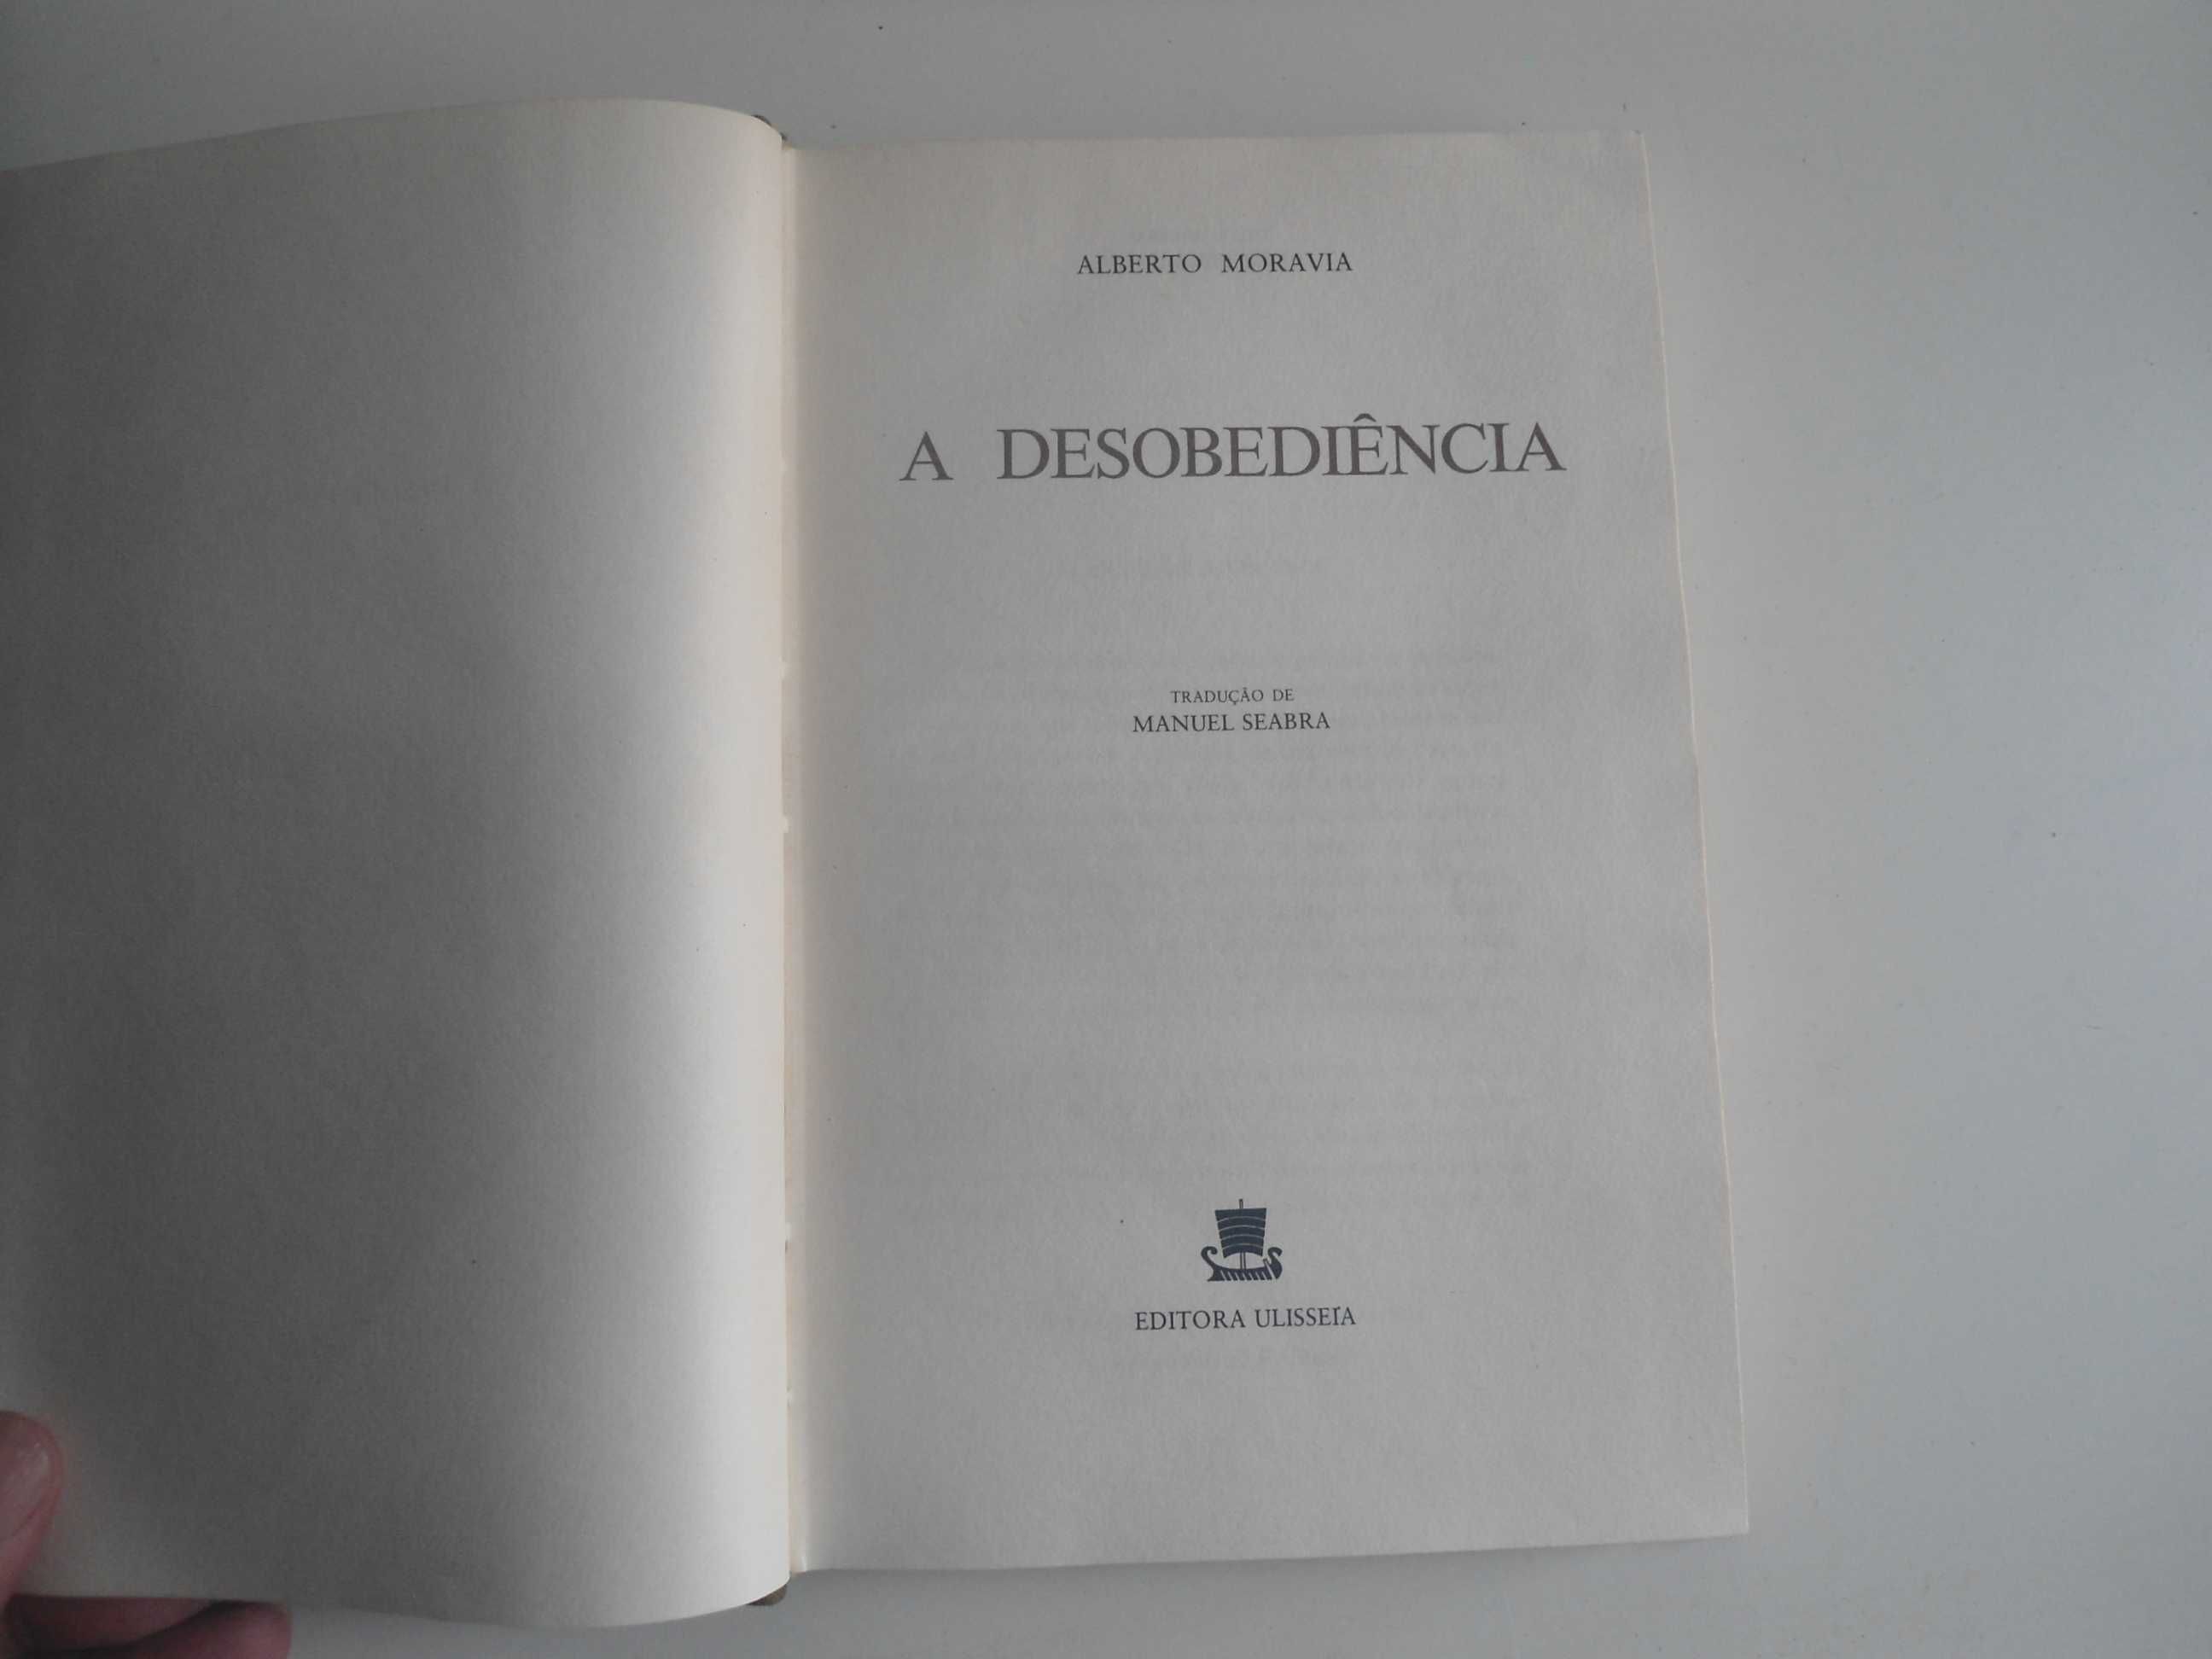 ALBERTO MORAVIA
A DESOBEDIÊNCIA
TRADUÇÃO DE
MANUEL SEABRA
EDITORA ULISSEIA